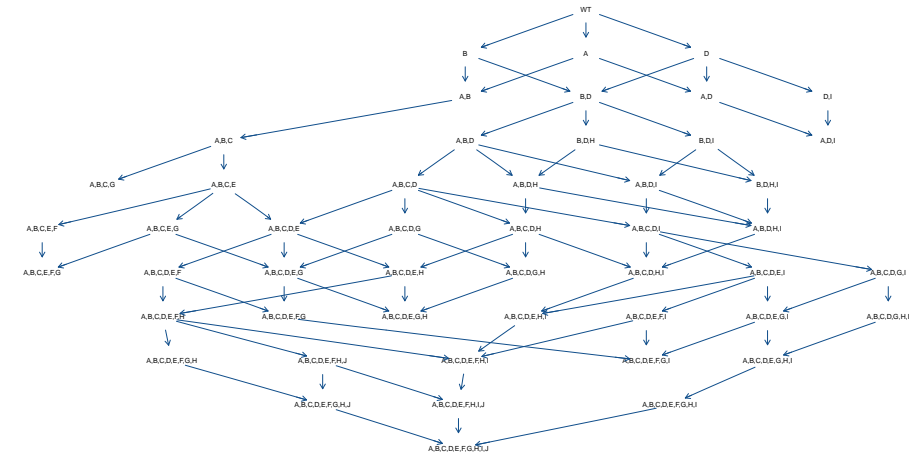 WT
B A D
A,B B,D A,D D,I
A,B,C A,B,D B,D,H B,D,I A,D,I
A,B,C,G A,B,C,E A,B,C,D A,B,D,H A,B,D,I B,D,H,I
A,B,C,E,F A,B,C,E,G A,B,C,D,E A,B,C,D,G A,B,C,D,H A,B,C,D,I A,B,D,H,I
A,B,C,E,F,G A,B,C,D,E,F A,B,C,D,E,G A,B,C,D,E,H A,B,C,D,G,H A,B,C,D,H,I A,B,C,D,E,I A,B,C,D,G,I
A,B,C,D,E,F,H A,B,C,D,E,F,G A,B,C,D,E,G,H A,B,C,D,E,H,I A,B,C,D,E,F,I A,B,C,D,E,G,I A,B,C,D,G,H,I
A,B,C,D,E,F,G,H A,B,C,D,E,F,H,J A,B,C,D,E,F,H,I A,B,C,D,E,F,G,I A,B,C,D,E,G,H,I
A,B,C,D,E,F,G,H,J A,B,C,D,E,F,H,I,J A,B,C,D,E,F,G,H,I
A,B,C,D,E,F,G,H,I,J